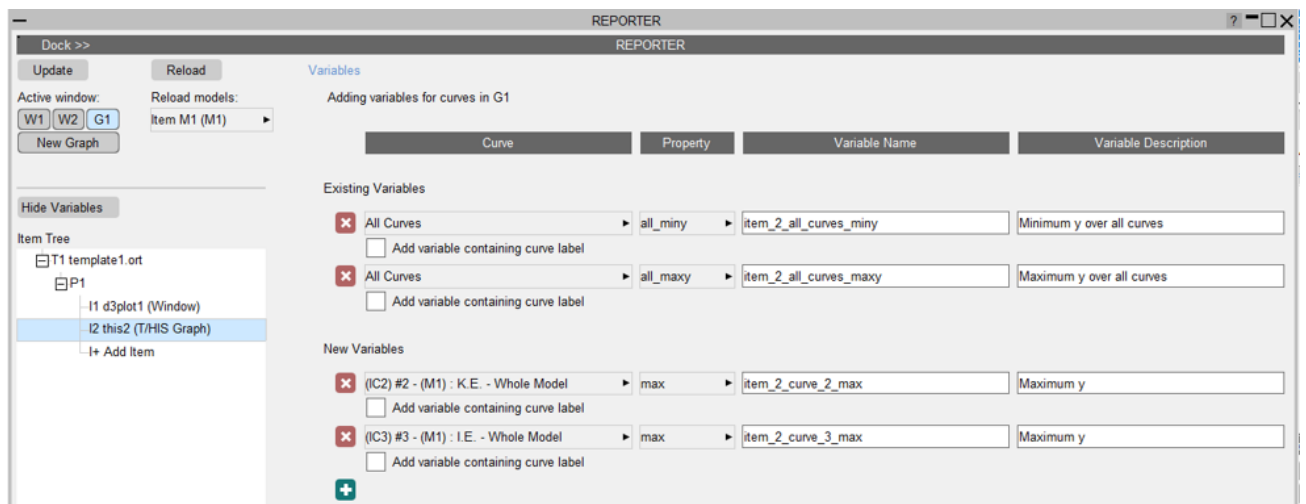 REPORTER
?
Dock >> REPORTER
Update Reload Variables
Active window: Reload models: Adding variables for curves in G1
W1 W2 G1 Item M1 (M1)
New Graph Curve Property Variable Name Variable Description
Existing Variables
Hide Variables
All Curves all_miny item_2_all_curves_miny Minimum y over all curves
Item Tree
Add variable containing curve label
T1 template1.ort
All Curves all_maxy item_2_all_curves_maxy Maximum y over all curves
P1
Add variable containing curve label
I1 d3plot1 (Window)
I2 this2 (T/HIS Graph)
I+ Add Item
New Variables
(IC2) #2 - (M1) : K.E. - Whole Model max item_2_curve_2_max Maximum y
Add variable containing curve label
(IC3) #3 - (M1) : I.E. - Whole Model max item_2_curve_3_max Maximum y
Add variable containing curve label